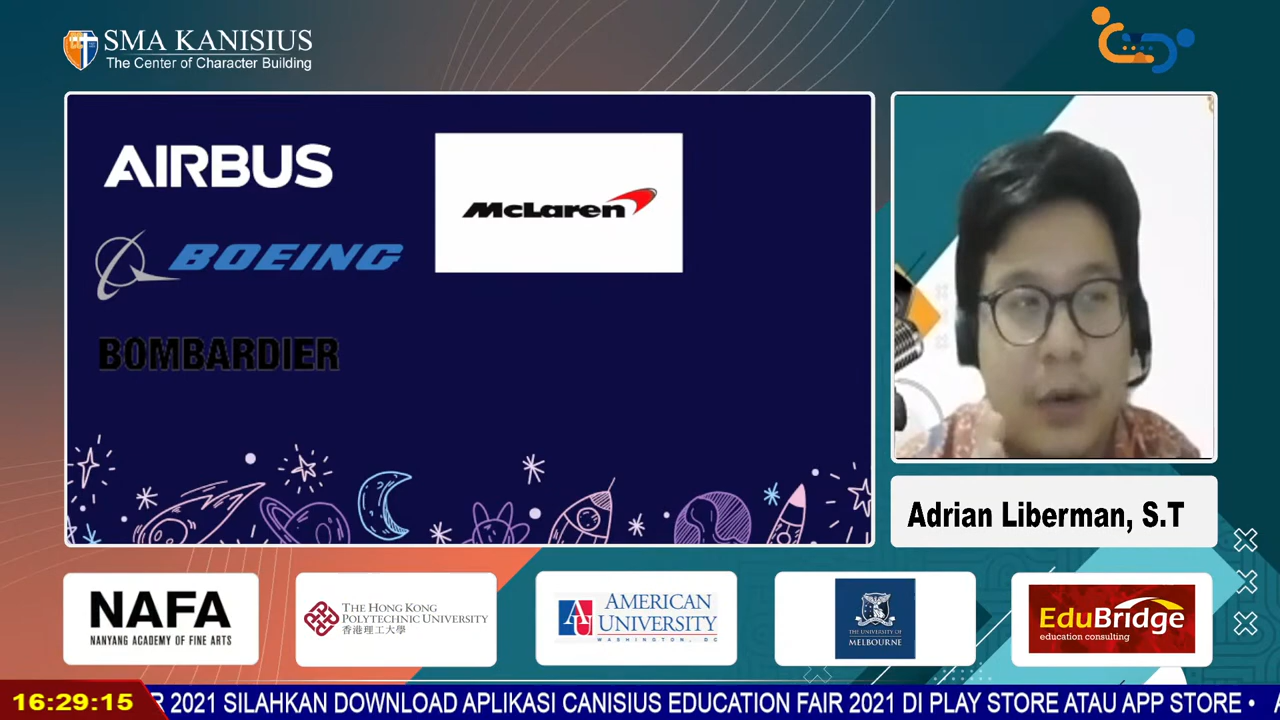 SMA KANISIUS
The Center of Character Building
AIRBUS
McLaren
BOEING
BOMBARDIER
Adrian Liberman, S.T
NAFA
NANYANG ACADEMY OF FINE ARTS
THE HONG KONG
POLYTECHNIC UNIVERSITY
香港理工大學
AU
AMERICAN
UNIVERSITY
WASHINGTON, DC
THE UNIVERSITY OF
MELBOURNE
EduBridge
education consulting
16:29:15
R 2021 SILAHKAN DOWNLOAD APLIKASI CANISIUS EDUCATION FAIR 2021 DI PLAY STORE ATAU APP STORE •